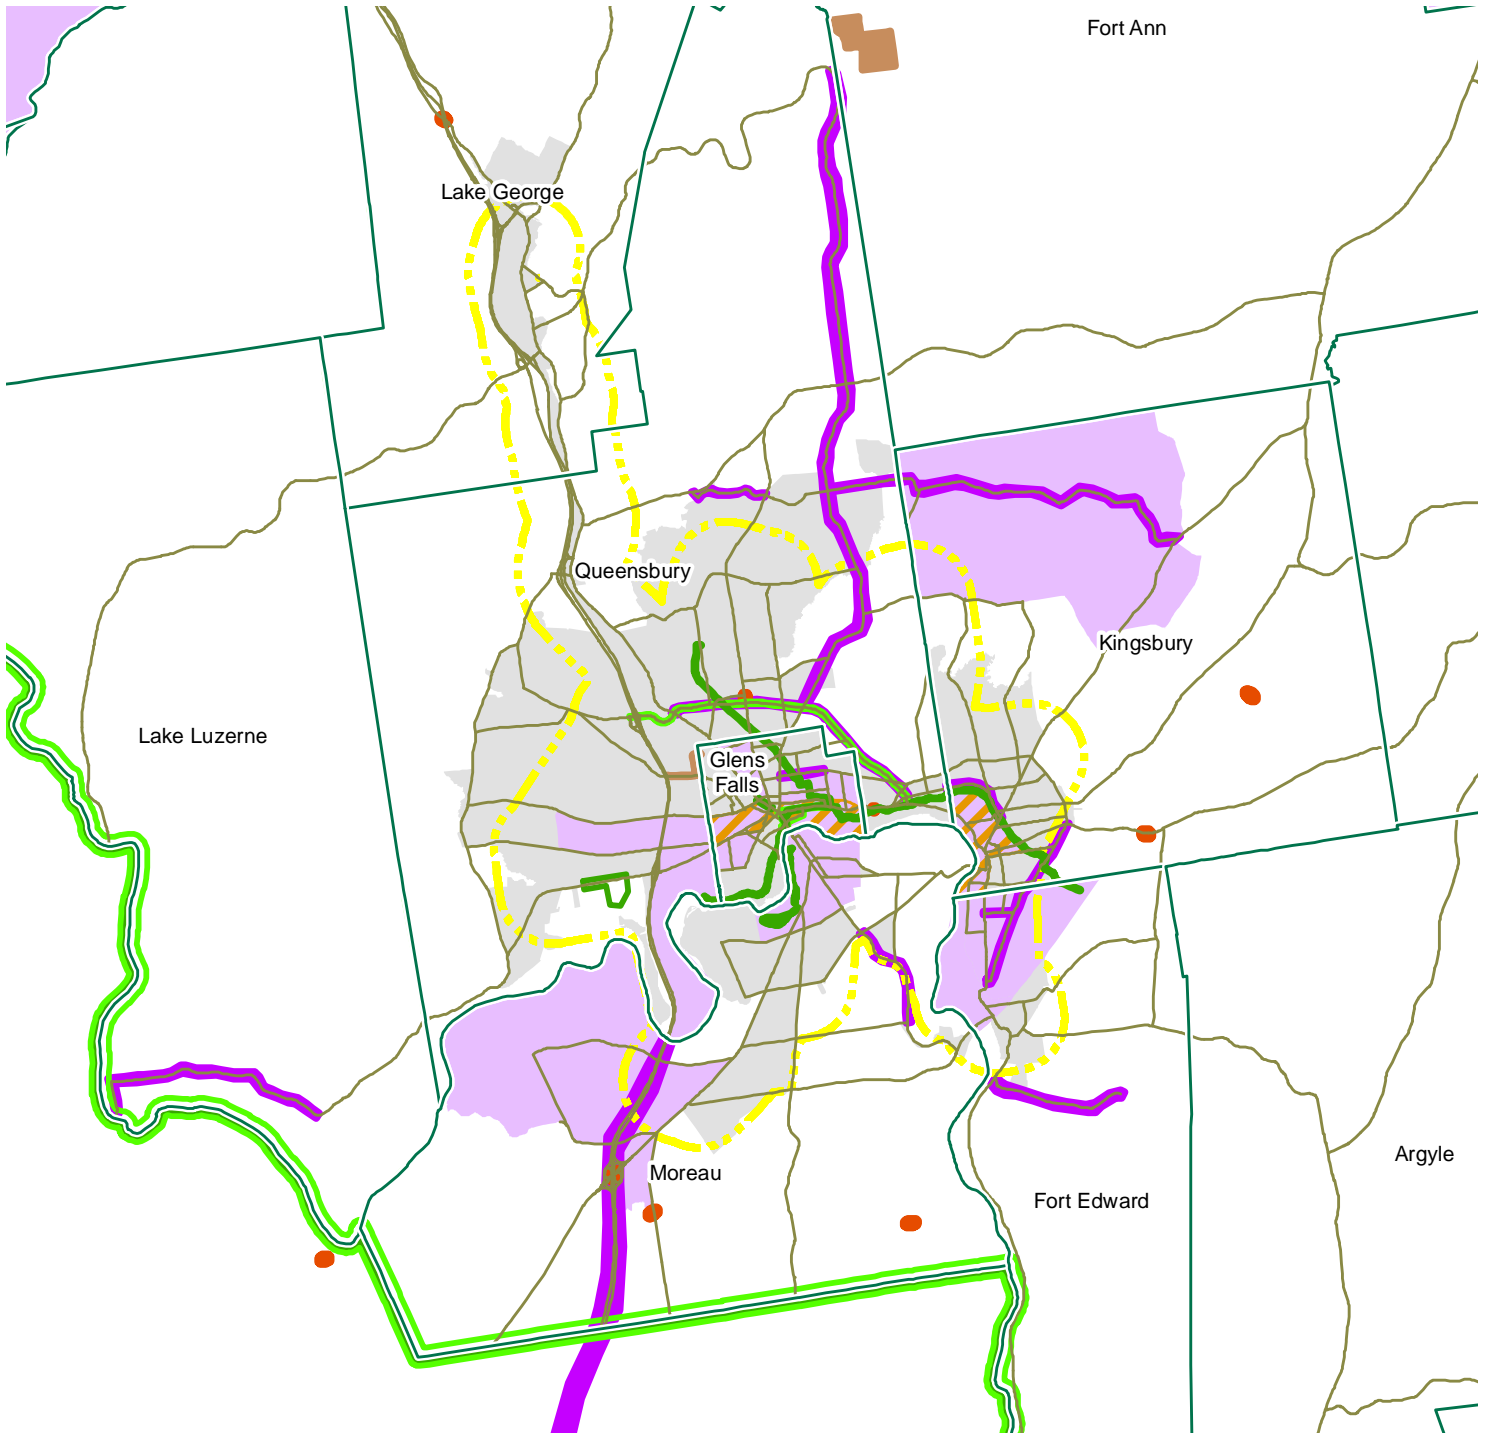 Fort Ann
Lake George
Queensbury
Kingsbury
Lake Luzerne
Glens
Falls
Argyle
Moreau
Fort Edward